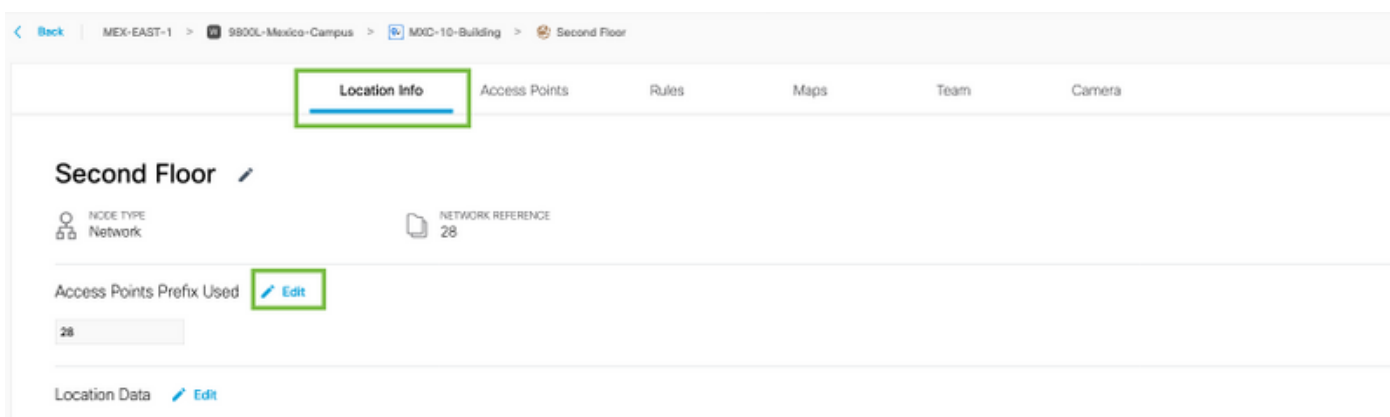 Back MEX-EAST-1 > 9800L-Mexico-Campus > MXC-10-Building > Second Floor
Location Info Access Points Rules Maps Team Camera
Second Floor
NODE TYPE NETWORK REFERENCE
Network 28
Access Points Prefix Used Edit
28
Location Data Edit